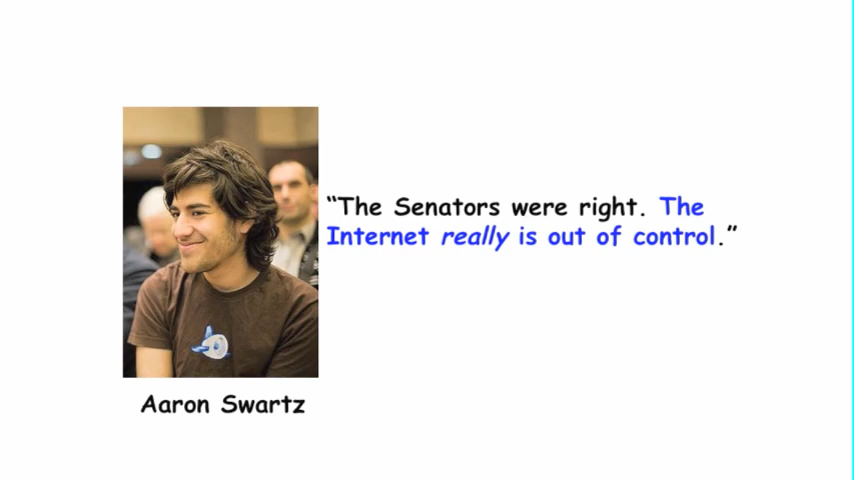 “The Senators were right. The
Internet really is out of control.”
Aaron Swartz